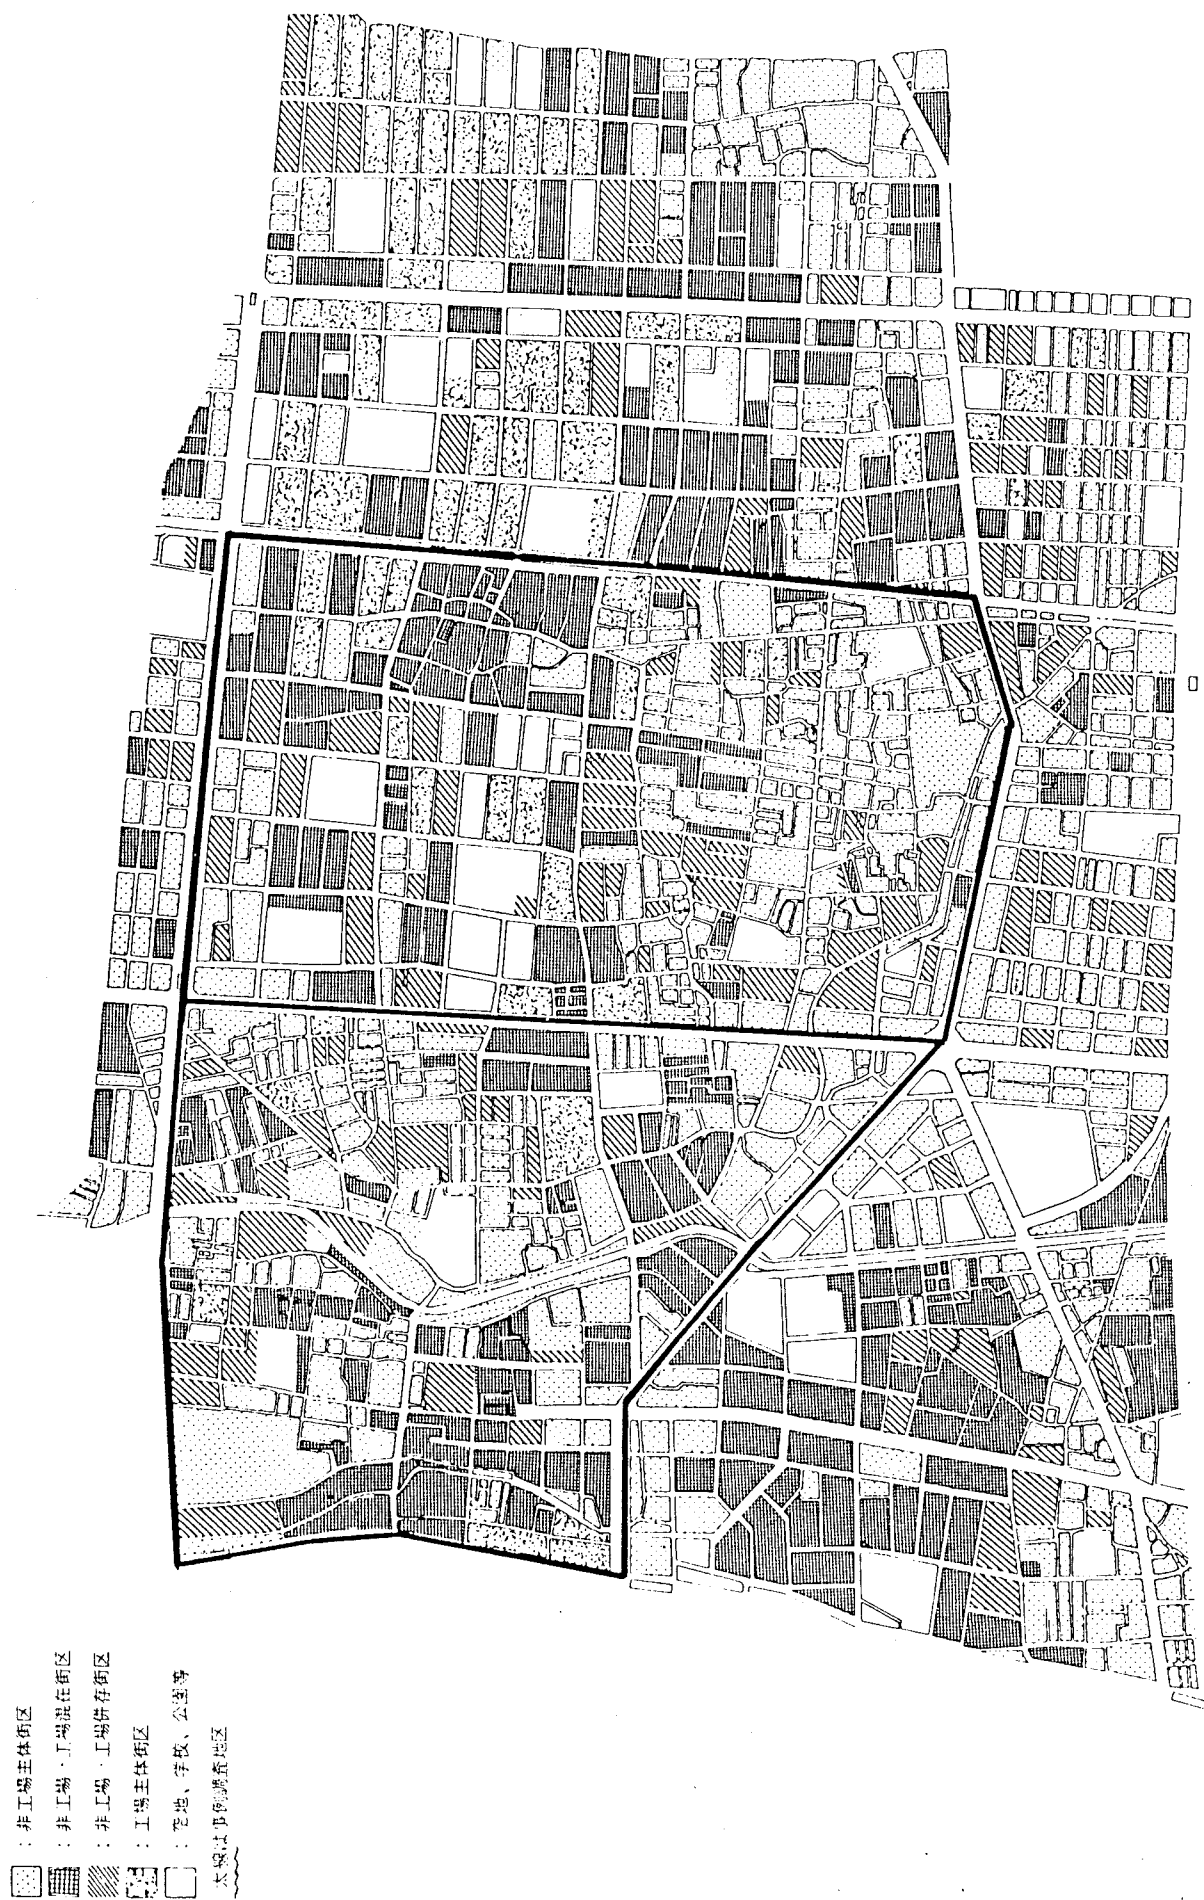 ：非工場主体街区
：非工場・工場混在街区
：非工場・工場併存街区
：工場主体街区
：空地、学校、公園等
太線は事例調査地区